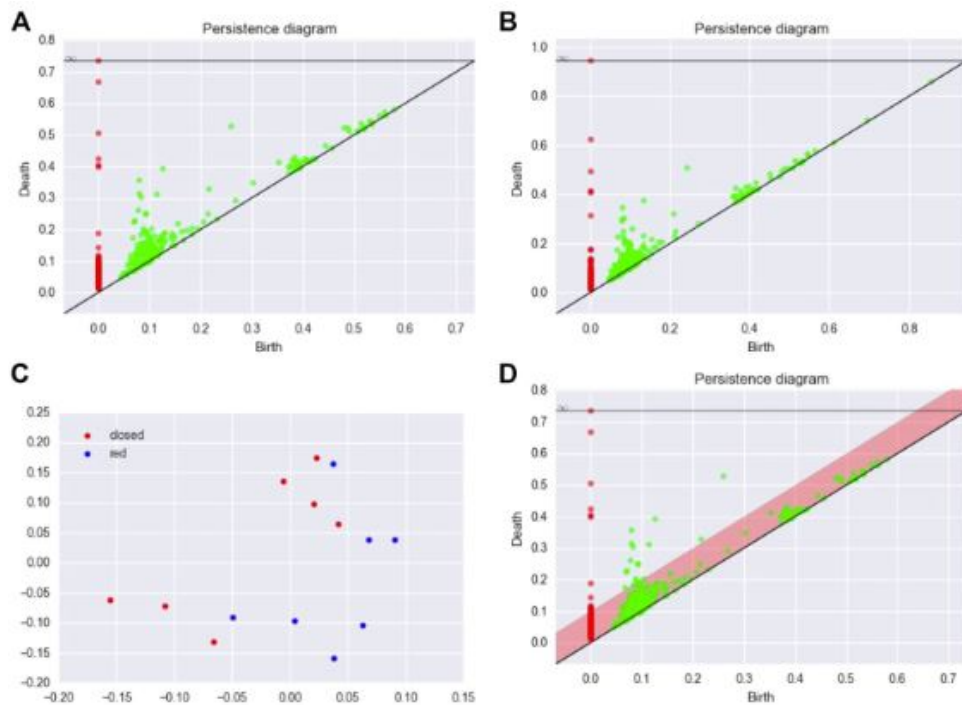 A
Persistence diagram
0.8
0.7
0.6
0.5
0.4
0.3
0.2
0.1
0.0
Death
∞
0.0 0.1 0.2 0.3 0.4 0.5 0.6 0.7
Birth
B
Persistence diagram
1.0
0.8
0.6
0.4
0.2
0.0
Death
∞
0.0 0.2 0.4 0.6 0.8
Birth
C
0.25
0.20
0.15
0.10
0.05
0.00
−0.05
−0.10
−0.15
−0.20
closed
red
−0.20 −0.15 −0.10 −0.05 0.00 0.05 0.10 0.15
D
Persistence diagram
0.8
0.7
0.6
0.5
0.4
0.3
0.2
0.1
0.0
Death
∞
0.0 0.1 0.2 0.3 0.4 0.5 0.6 0.7
Birth